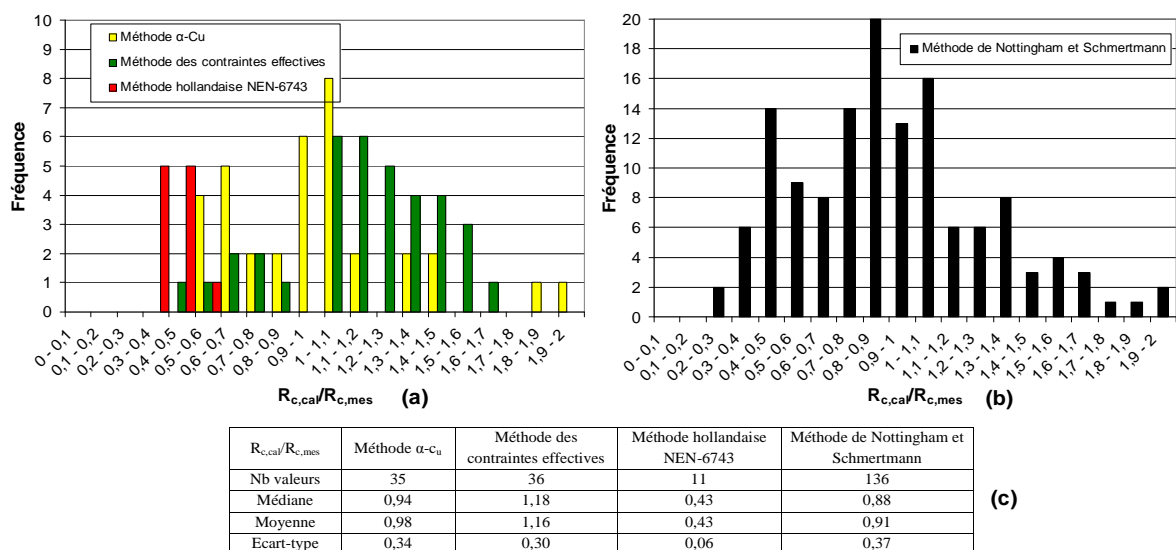 10
9
8
7
6
5
4
3
2
1
0
Fréquence
Méthode α-Cu
Méthode des contraintes effectives
Méthode hollandaise NEN-6743
0 - 0,1
0,1 - 0,2
0,2 - 0,3
0,3 - 0,4
0,4 - 0,5
0,5 - 0,6
0,6 - 0,7
0,7 - 0,8
0,8 - 0,9
0,9 - 1
1 - 1,1
1,1 - 1,2
1,2 - 1,3
1,3 - 1,4
1,4 - 1,5
1,5 - 1,6
1,6 - 1,7
1,7 - 1,8
1,8 - 1,9
1,9 - 2
Rc,cal/Rc,mes (a)
20
18
16
14
12
10
8
6
4
2
0
Fréquence
Méthode de Nottingham et Schmertmann
0 - 0,1
0,1 - 0,2
0,2 - 0,3
0,3 - 0,4
0,4 - 0,5
0,5 - 0,6
0,6 - 0,7
0,7 - 0,8
0,8 - 0,9
0,9 - 1
1 - 1,1
1,1 - 1,2
1,2 - 1,3
1,3 - 1,4
1,4 - 1,5
1,5 - 1,6
1,6 - 1,7
1,7 - 1,8
1,8 - 1,9
1,9 - 2
Rc,cal/Rc,mes (b)
Rc,cal/Rc,mes Méthode α-cu Méthode des contraintes effectives Méthode hollandaise NEN-6743 Méthode de Nottingham et Schmertmann
Nb valeurs 35 36 11 136
Médiane 0,94 1,18 0,43 0,88
Moyenne 0,98 1,16 0,43 0,91
Ecart-type 0,34 0,30 0,06 0,37
(c)